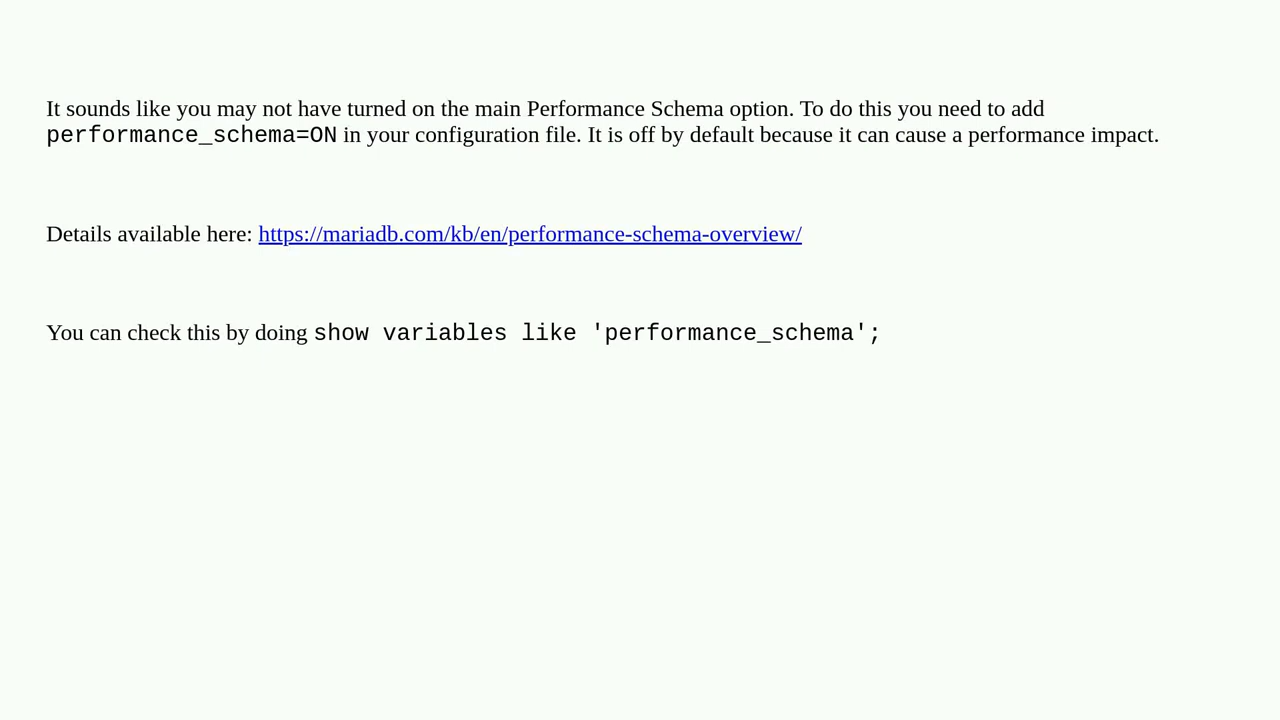 It sounds like you may not have turned on the main Performance Schema option. To do this you need to add
performance_schema=ON in your configuration file. It is off by default because it can cause a performance impact.
Details available here: https://mariadb.com/kb/en/performance-schema-overview/
You can check this by doing show variables like 'performance_schema';